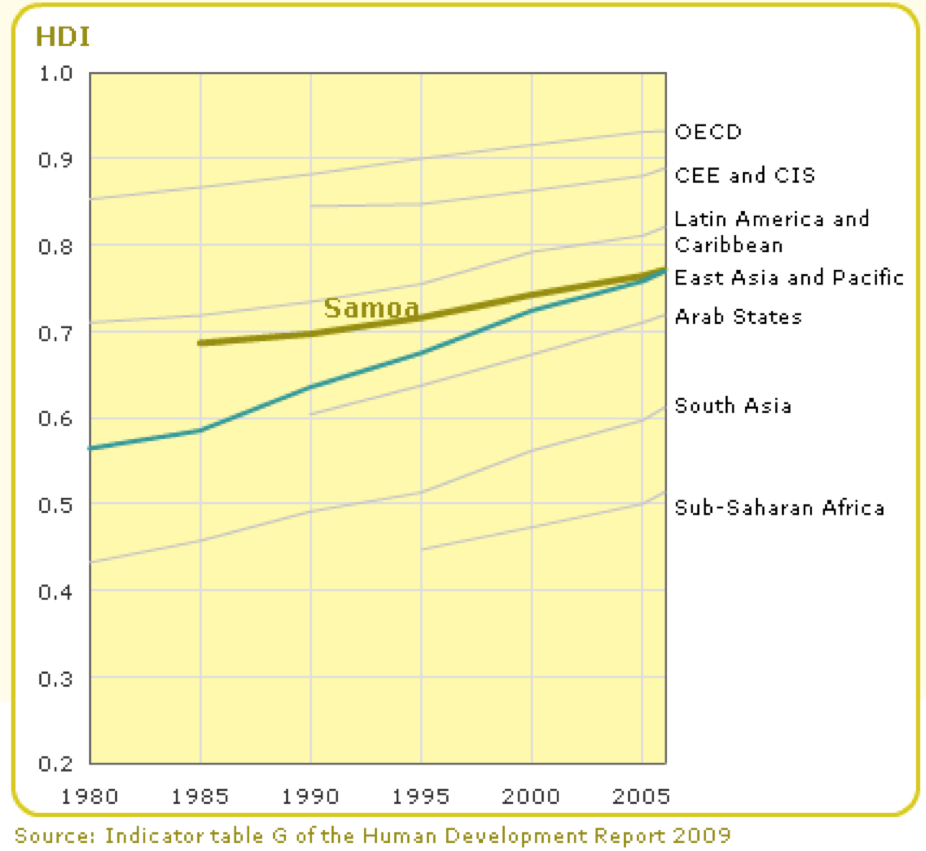 HDI
1.0
0.9
0.8
0.7
0.6
0.5
0.4
0.3
0.2
1980 1985 1990 1995 2000 2005
Samoa
OECD
CEE and CIS
Latin America and
Caribbean
East Asia and Pacific
Arab States
South Asia
Sub-Saharan Africa
Source: Indicator table G of the Human Development Report 2009